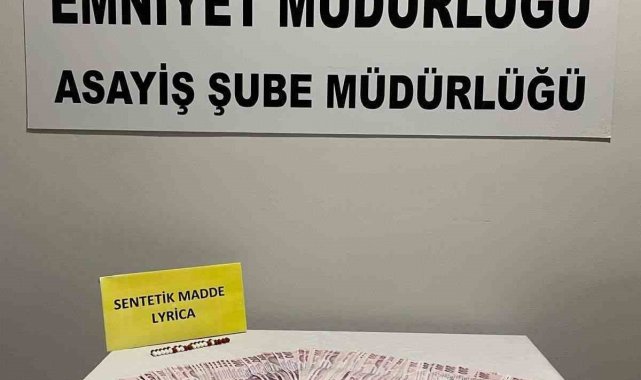 EMNİYET MÜDÜRLÜĞÜ
ASAYİŞ ŞUBE MÜDÜRLÜĞÜ
SENTETİK MADDE
LYRICA